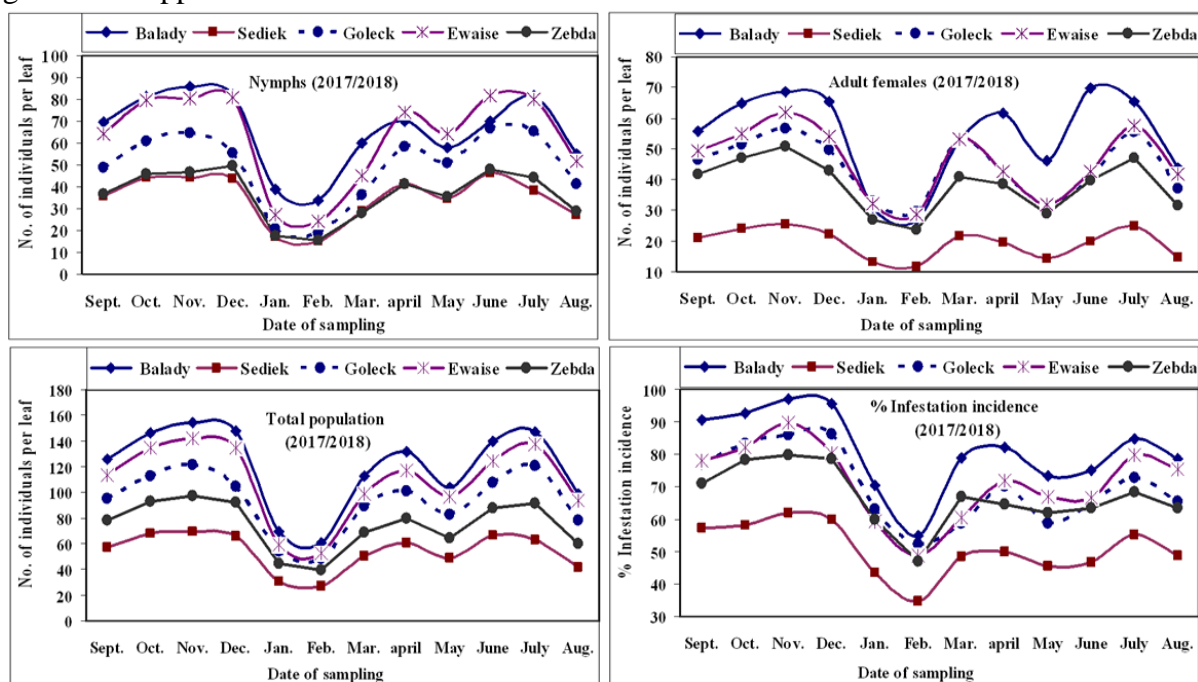 Balady Sediek Goleck Ewaise Zebda
Nymphs (2017/2018)
No. of individuals per leaf
100
90
80
70
60
50
40
30
20
10
0
Sept. Oct. Nov. Dec. Jan. Feb. Mar. april May June July Aug.
Date of sampling
Balady Sediek Goleck Ewaise Zebda
Adult females (2017/2018)
No. of individuals per leaf
80
70
60
50
40
30
20
10
Sept. Oct. Nov. Dec. Jan. Feb. Mar. april May June July Aug.
Date of sampling
Balady Sediek Goleck Ewaise Zebda
Total population
(2017/2018)
No. of individuals per leaf
180
160
140
120
100
80
60
40
20
0
Sept. Oct. Nov. Dec. Jan. Feb. Mar. april May June July Aug.
Date of sampling
Balady Sediek Goleck Ewaise Zebda
% Infestation incidence
(2017/2018)
% Infestation incidence
100
90
80
70
60
50
40
30
Sept. Oct. Nov. Dec. Jan. Feb. Mar. april May June July Aug.
Date of sampling